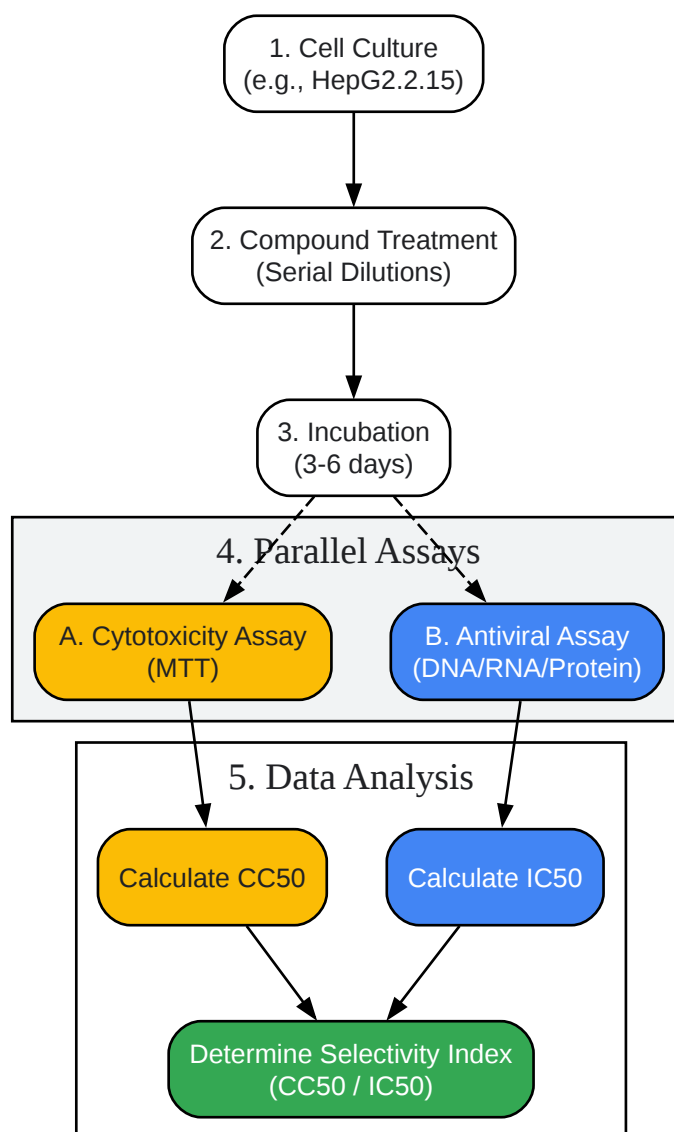 1. Cell Culture
(e.g., HepG2.2.15)
2. Compound Treatment
(Serial Dilutions)
3. Incubation
(3-6 days)
4. Parallel Assays
A. Cytotoxicity Assay
(MTT)
B. Antiviral Assay
(DNA/RNA/Protein)
5. Data Analysis
Calculate CC50
Calculate IC50
Determine Selectivity Index
(CC50 / IC50)